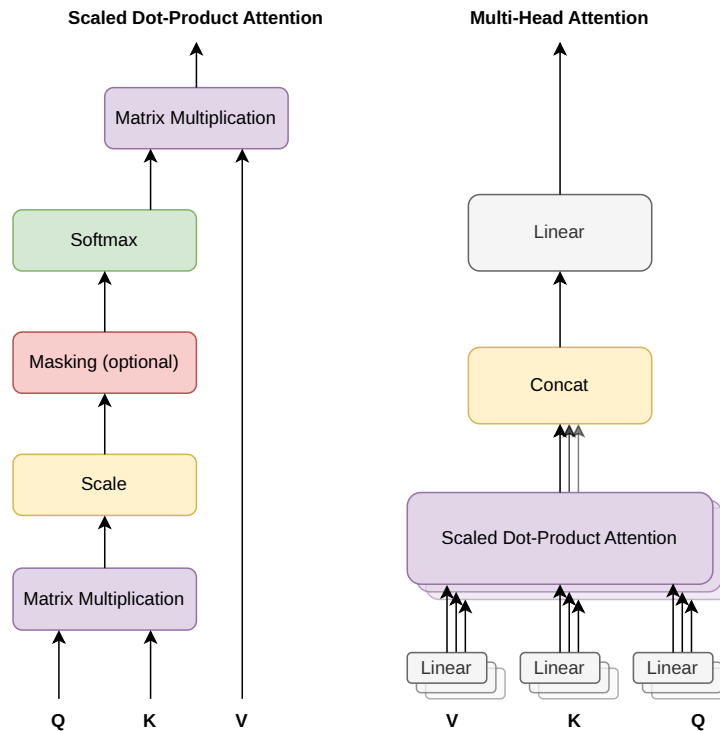 Scaled Dot-Product Attention
Matrix Multiplication
Softmax
Masking (optional)
Scale
Matrix Multiplication
Q K V
Multi-Head Attention
Linear
Concat
Scaled Dot-Product Attention
Linear Linear Linear
V K Q